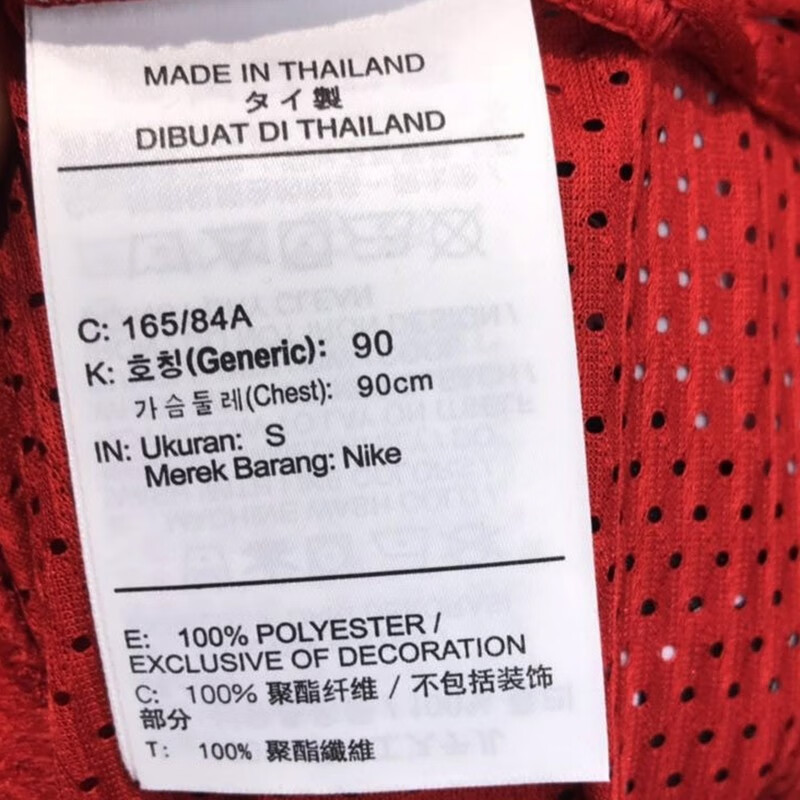 MADE IN THAILAND
タイ製
DIBUAT DI THAILAND
C: 165/84A
K: 호칭(Generic): 90
가슴둘레(Chest): 90cm
IN: Ukuran: S
Merek Barang: Nike
E: 100% POLYESTER /
EXCLUSIVE OF DECORATION
C: 100% 聚酯纤维 / 不包括装饰
部分
T: 100% 聚酯纖維